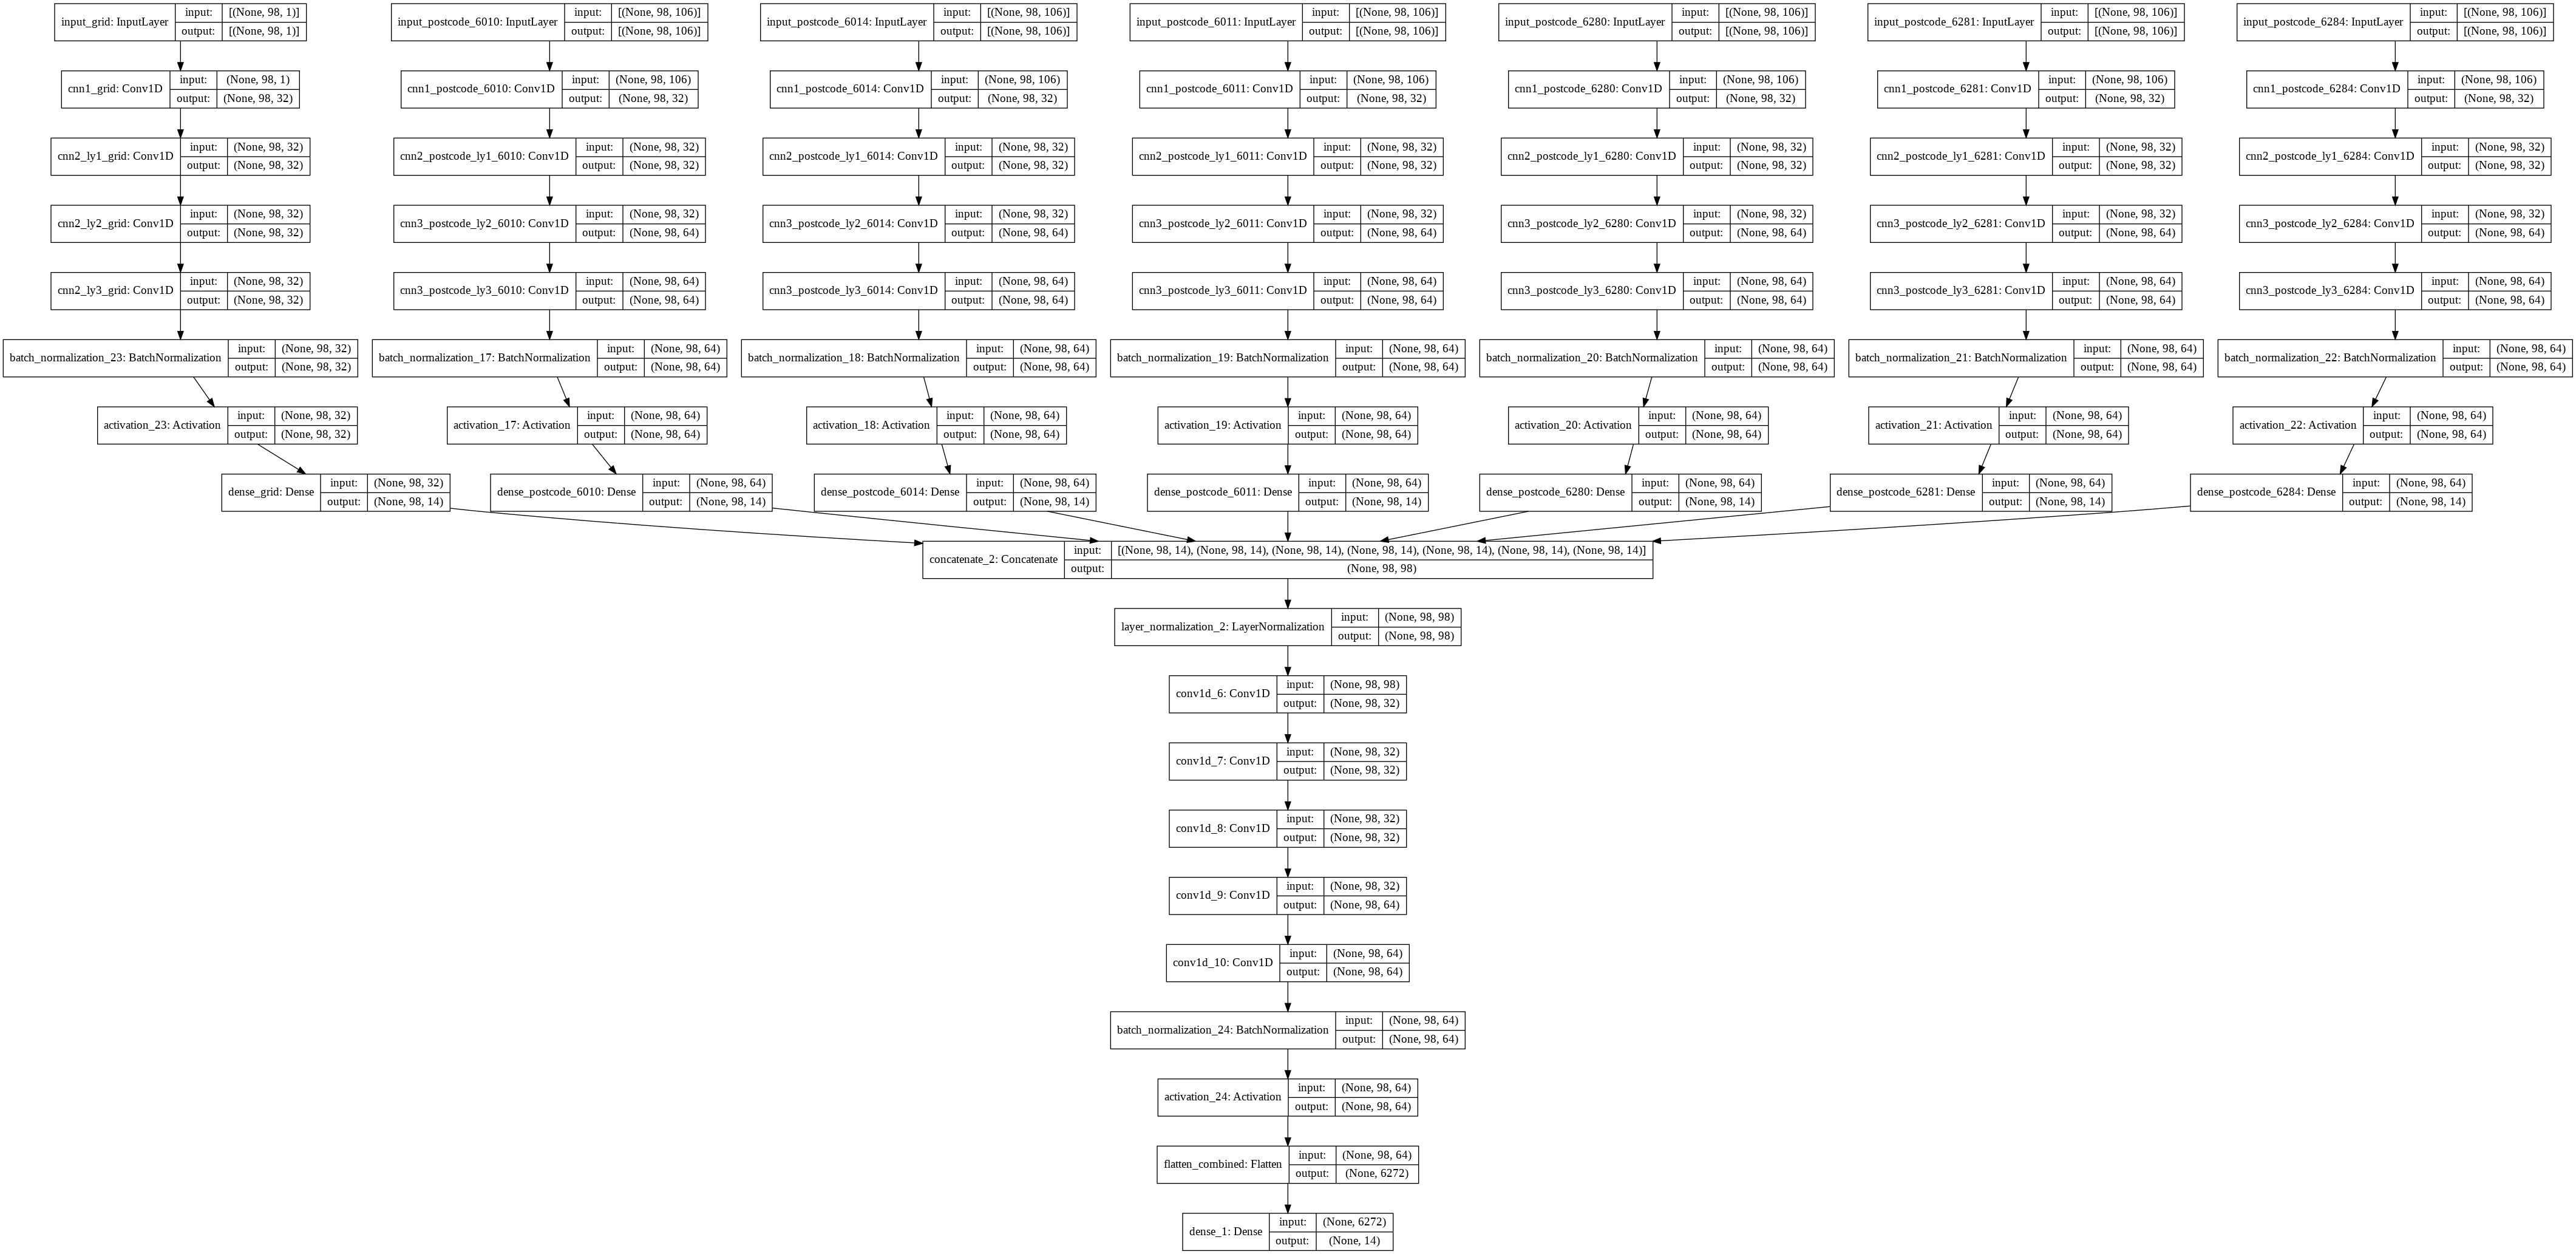 input_grid: InputLayer input: [(None, 98, 1)] output: [(None, 98, 1)]
input_postcode_6010: InputLayer input: [(None, 98, 106)] output: [(None, 98, 106)]
input_postcode_6014: InputLayer input: [(None, 98, 106)] output: [(None, 98, 106)]
input_postcode_6011: InputLayer input: [(None, 98, 106)] output: [(None, 98, 106)]
input_postcode_6280: InputLayer input: [(None, 98, 106)] output: [(None, 98, 106)]
input_postcode_6281: InputLayer input: [(None, 98, 106)] output: [(None, 98, 106)]
input_postcode_6284: InputLayer input: [(None, 98, 106)] output: [(None, 98, 106)]
cnn1_grid: Conv1D input: (None, 98, 1) output: (None, 98, 32)
cnn1_postcode_6010: Conv1D input: (None, 98, 106) output: (None, 98, 32)
cnn1_postcode_6014: Conv1D input: (None, 98, 106) output: (None, 98, 32)
cnn1_postcode_6011: Conv1D input: (None, 98, 106) output: (None, 98, 32)
cnn1_postcode_6280: Conv1D input: (None, 98, 106) output: (None, 98, 32)
cnn1_postcode_6281: Conv1D input: (None, 98, 106) output: (None, 98, 32)
cnn1_postcode_6284: Conv1D input: (None, 98, 106) output: (None, 98, 32)
cnn2_ly1_grid: Conv1D input: (None, 98, 32) output: (None, 98, 32)
cnn2_postcode_ly1_6010: Conv1D input: (None, 98, 32) output: (None, 98, 32)
cnn2_postcode_ly1_6014: Conv1D input: (None, 98, 32) output: (None, 98, 32)
cnn2_postcode_ly1_6011: Conv1D input: (None, 98, 32) output: (None, 98, 32)
cnn2_postcode_ly1_6280: Conv1D input: (None, 98, 32) output: (None, 98, 32)
cnn2_postcode_ly1_6281: Conv1D input: (None, 98, 32) output: (None, 98, 32)
cnn2_postcode_ly1_6284: Conv1D input: (None, 98, 32) output: (None, 98, 32)
cnn2_ly2_grid: Conv1D input: (None, 98, 32) output: (None, 98, 32)
cnn3_postcode_ly2_6010: Conv1D input: (None, 98, 32) output: (None, 98, 64)
cnn3_postcode_ly2_6014: Conv1D input: (None, 98, 32) output: (None, 98, 64)
cnn3_postcode_ly2_6011: Conv1D input: (None, 98, 32) output: (None, 98, 64)
cnn3_postcode_ly2_6280: Conv1D input: (None, 98, 32) output: (None, 98, 64)
cnn3_postcode_ly2_6281: Conv1D input: (None, 98, 32) output: (None, 98, 64)
cnn3_postcode_ly2_6284: Conv1D input: (None, 98, 32) output: (None, 98, 64)
cnn2_ly3_grid: Conv1D input: (None, 98, 32) output: (None, 98, 32)
cnn3_postcode_ly3_6010: Conv1D input: (None, 98, 64) output: (None, 98, 64)
cnn3_postcode_ly3_6014: Conv1D input: (None, 98, 64) output: (None, 98, 64)
cnn3_postcode_ly3_6011: Conv1D input: (None, 98, 64) output: (None, 98, 64)
cnn3_postcode_ly3_6280: Conv1D input: (None, 98, 64) output: (None, 98, 64)
cnn3_postcode_ly3_6281: Conv1D input: (None, 98, 64) output: (None, 98, 64)
cnn3_postcode_ly3_6284: Conv1D input: (None, 98, 64) output: (None, 98, 64)
batch_normalization_23: BatchNormalization input: (None, 98, 32) output: (None, 98, 32)
batch_normalization_17: BatchNormalization input: (None, 98, 64) output: (None, 98, 64)
batch_normalization_18: BatchNormalization input: (None, 98, 64) output: (None, 98, 64)
batch_normalization_19: BatchNormalization input: (None, 98, 64) output: (None, 98, 64)
batch_normalization_20: BatchNormalization input: (None, 98, 64) output: (None, 98, 64)
batch_normalization_21: BatchNormalization input: (None, 98, 64) output: (None, 98, 64)
batch_normalization_22: BatchNormalization input: (None, 98, 64) output: (None, 98, 64)
activation_23: Activation input: (None, 98, 32) output: (None, 98, 32)
activation_17: Activation input: (None, 98, 64) output: (None, 98, 64)
activation_18: Activation input: (None, 98, 64) output: (None, 98, 64)
activation_19: Activation input: (None, 98, 64) output: (None, 98, 64)
activation_20: Activation input: (None, 98, 64) output: (None, 98, 64)
activation_21: Activation input: (None, 98, 64) output: (None, 98, 64)
activation_22: Activation input: (None, 98, 64) output: (None, 98, 64)
dense_grid: Dense input: (None, 98, 32) output: (None, 98, 14)
dense_postcode_6010: Dense input: (None, 98, 64) output: (None, 98, 14)
dense_postcode_6014: Dense input: (None, 98, 64) output: (None, 98, 14)
dense_postcode_6011: Dense input: (None, 98, 64) output: (None, 98, 14)
dense_postcode_6280: Dense input: (None, 98, 64) output: (None, 98, 14)
dense_postcode_6281: Dense input: (None, 98, 64) output: (None, 98, 14)
dense_postcode_6284: Dense input: (None, 98, 64) output: (None, 98, 14)
concatenate_2: Concatenate input: [(None, 98, 14), (None, 98, 14), (None, 98, 14), (None, 98, 14), (None, 98, 14), (None, 98, 14), (None, 98, 14)] output: (None, 98, 98)
layer_normalization_2: LayerNormalization input: (None, 98, 98) output: (None, 98, 98)
conv1d_6: Conv1D input: (None, 98, 98) output: (None, 98, 32)
conv1d_7: Conv1D input: (None, 98, 32) output: (None, 98, 32)
conv1d_8: Conv1D input: (None, 98, 32) output: (None, 98, 32)
conv1d_9: Conv1D input: (None, 98, 32) output: (None, 98, 64)
conv1d_10: Conv1D input: (None, 98, 64) output: (None, 98, 64)
batch_normalization_24: BatchNormalization input: (None, 98, 64) output: (None, 98, 64)
activation_24: Activation input: (None, 98, 64) output: (None, 98, 64)
flatten_combined: Flatten input: (None, 98, 64) output: (None, 6272)
dense_1: Dense input: (None, 6272) output: (None, 14)